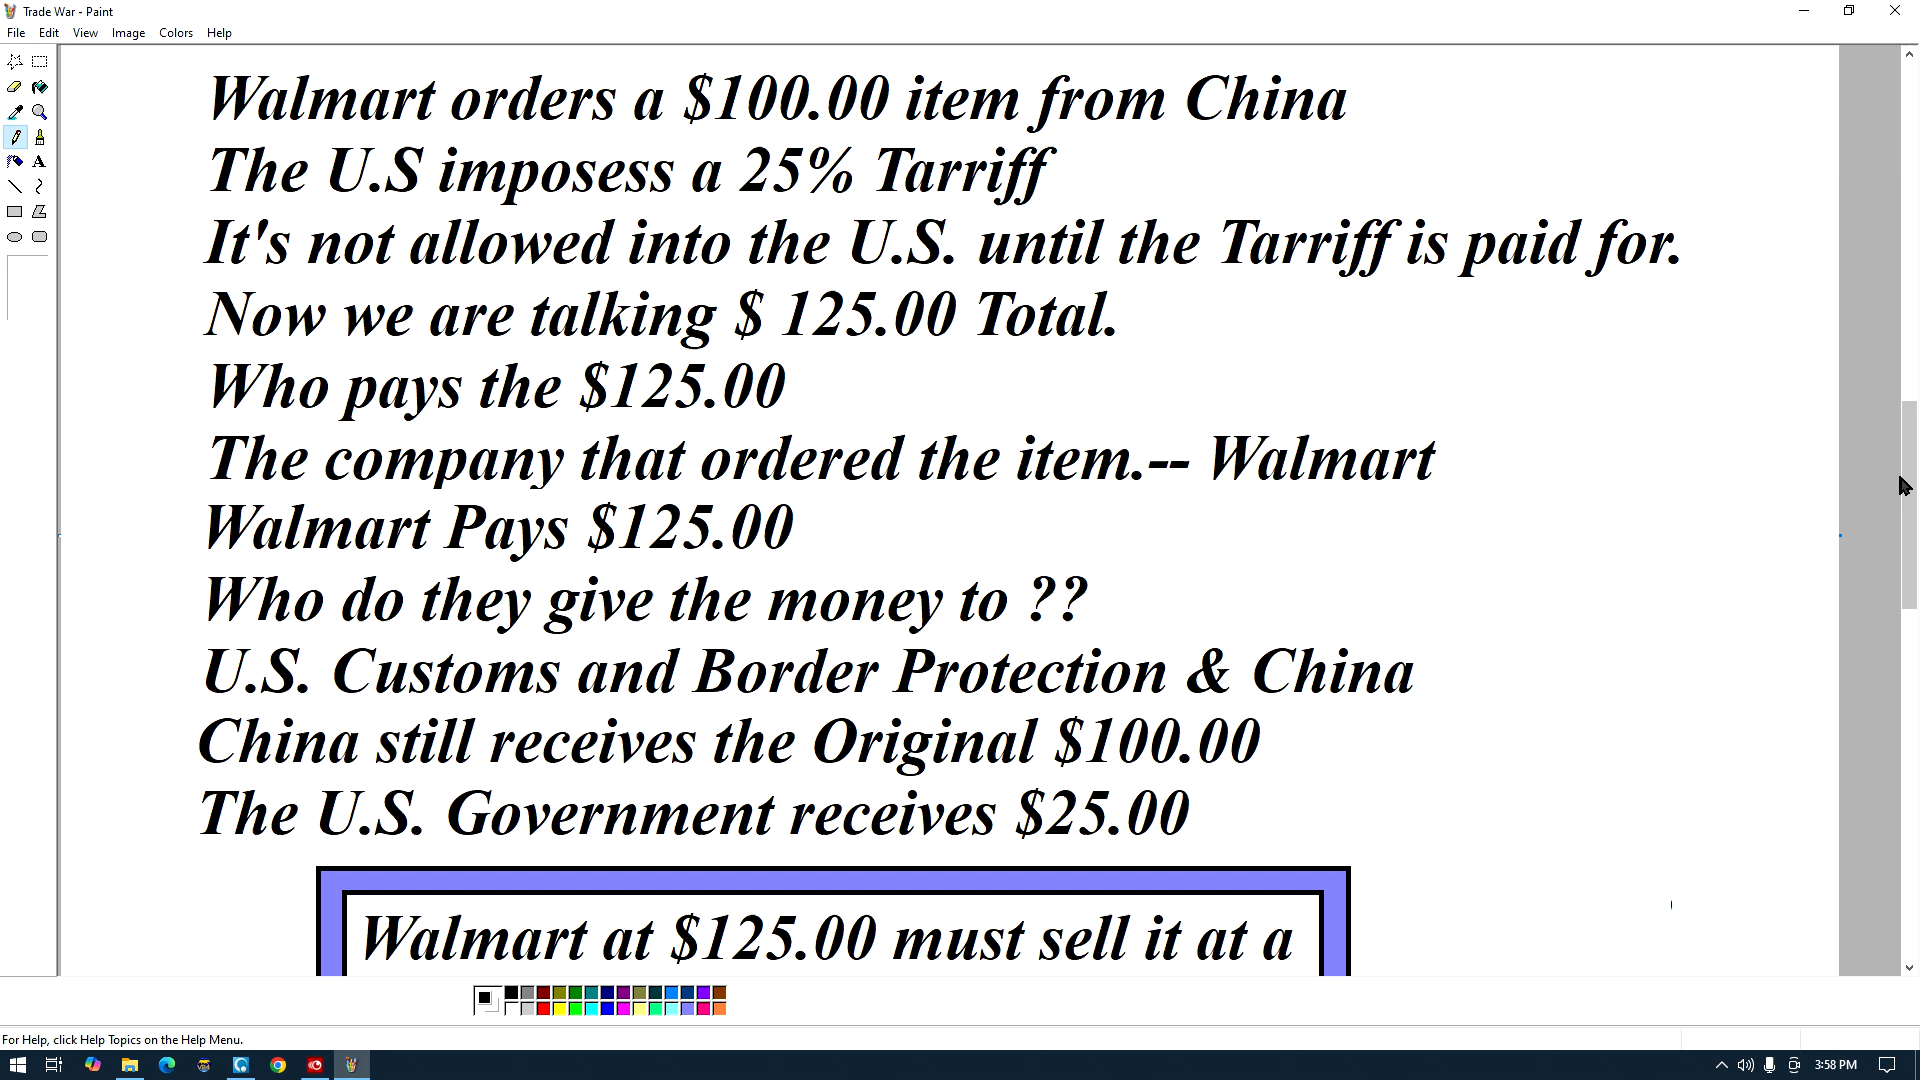 Trade War - Paint
File Edit View Image Colors Help
Walmart orders a $100.00 item from China
The U.S imposess a 25% Tarriff
It's not allowed into the U.S. until the Tarriff is paid for.
Now we are talking $ 125.00 Total.
Who pays the $125.00
The company that ordered the item.-- Walmart
Walmart Pays $125.00
Who do they give the money to ??
U.S. Customs and Border Protection & China
China still receives the Original $100.00
The U.S. Government receives $25.00
Walmart at $125.00 must sell it at a
For Help, click Help Topics on the Help Menu.
3:58 PM